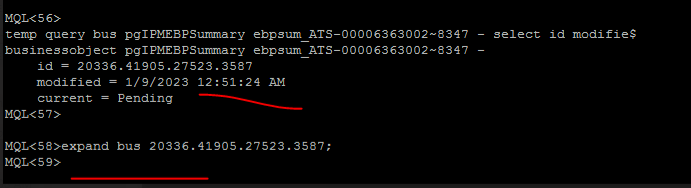 MQL<56>
temp query bus pgIPMEBPSummary ebpsum_ATS-00006363002~8347 - select id modifie$
businessobject pgIPMEBPSummary ebpsum_ATS-00006363002~8347 -
id = 20336.41905.27523.3587
modified = 1/9/2023 12:51:24 AM
current = Pending
MQL<57>
MQL<58>expand bus 20336.41905.27523.3587;
MQL<59>